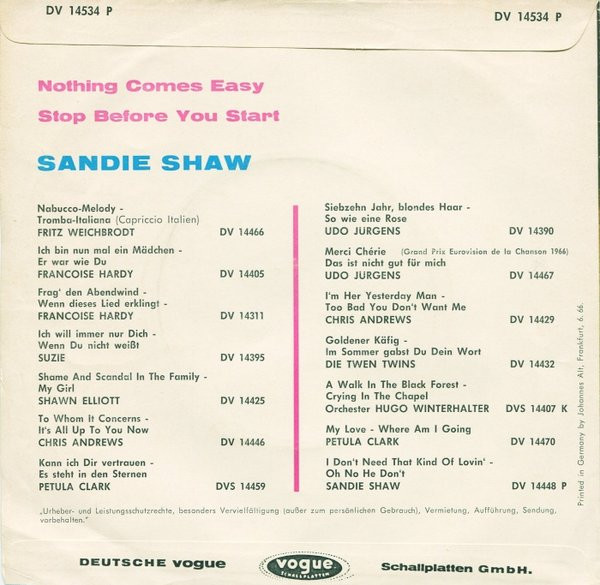 DV 14534 P
DV 14534 P
Nothing Comes Easy
Stop Before You Start
SANDIE SHAW
Nabucco-Melody -
Tromba-Italiana (Capriccio Italien)
FRITZ WEICHBRODT DV 14466
Ich bin nun mal ein Mädchen -
Er war wie Du
FRANCOISE HARDY DV 14405
Frag' den Abendwind -
Wenn dieses Lied erklingt -
FRANCOISE HARDY DV 14311
Ich will immer nur Dich -
Wenn Du nicht weißt
SUZIE DV 14395
Shame And Scandal In The Family -
My Girl
SHAWN ELLIOTT DV 14425
To Whom It Concerns -
It's All Up To You Now
CHRIS ANDREWS DV 14446
Kann ich Dir vertrauen -
Es steht in den Sternen
PETULA CLARK DVS 14459
Siebzehn Jahr, blondes Haar -
So wie eine Rose
UDO JÜRGENS DV 14390
Merci Chérie (Grand Prix Eurovision de la Chanson 1966)
Das ist nicht gut für mich
UDO JÜRGENS DV 14467
I'm Her Yesterday Man -
Too Bad You Don't Want Me
CHRIS ANDREWS DV 14429
Goldener Käfig -
Im Sommer gabst Du Dein Wort
DIE TWEN TWINS DV 14432
A Walk In The Black Forest -
Crying In The Chapel
Orchester HUGO WINTERHALTER DVS 14407 K
My Love - Where Am I Going
PETULA CLARK DV 14470
I Don't Need That Kind Of Lovin' -
Oh No He Don't
SANDIE SHAW DV 14448 P
„Urheber- und Leistungsschutzrechte, besonders Vervielfältigung (außer zum persönlichen Gebrauch), Vermietung, Aufführung, Sendung,
vorbehalten."
Printed in Germany by Johannes Alt, Frankfurt, 6. 66.
DEUTSCHE vogue
vogue
SCHALLPLATTEN
Schallplatten GmbH.